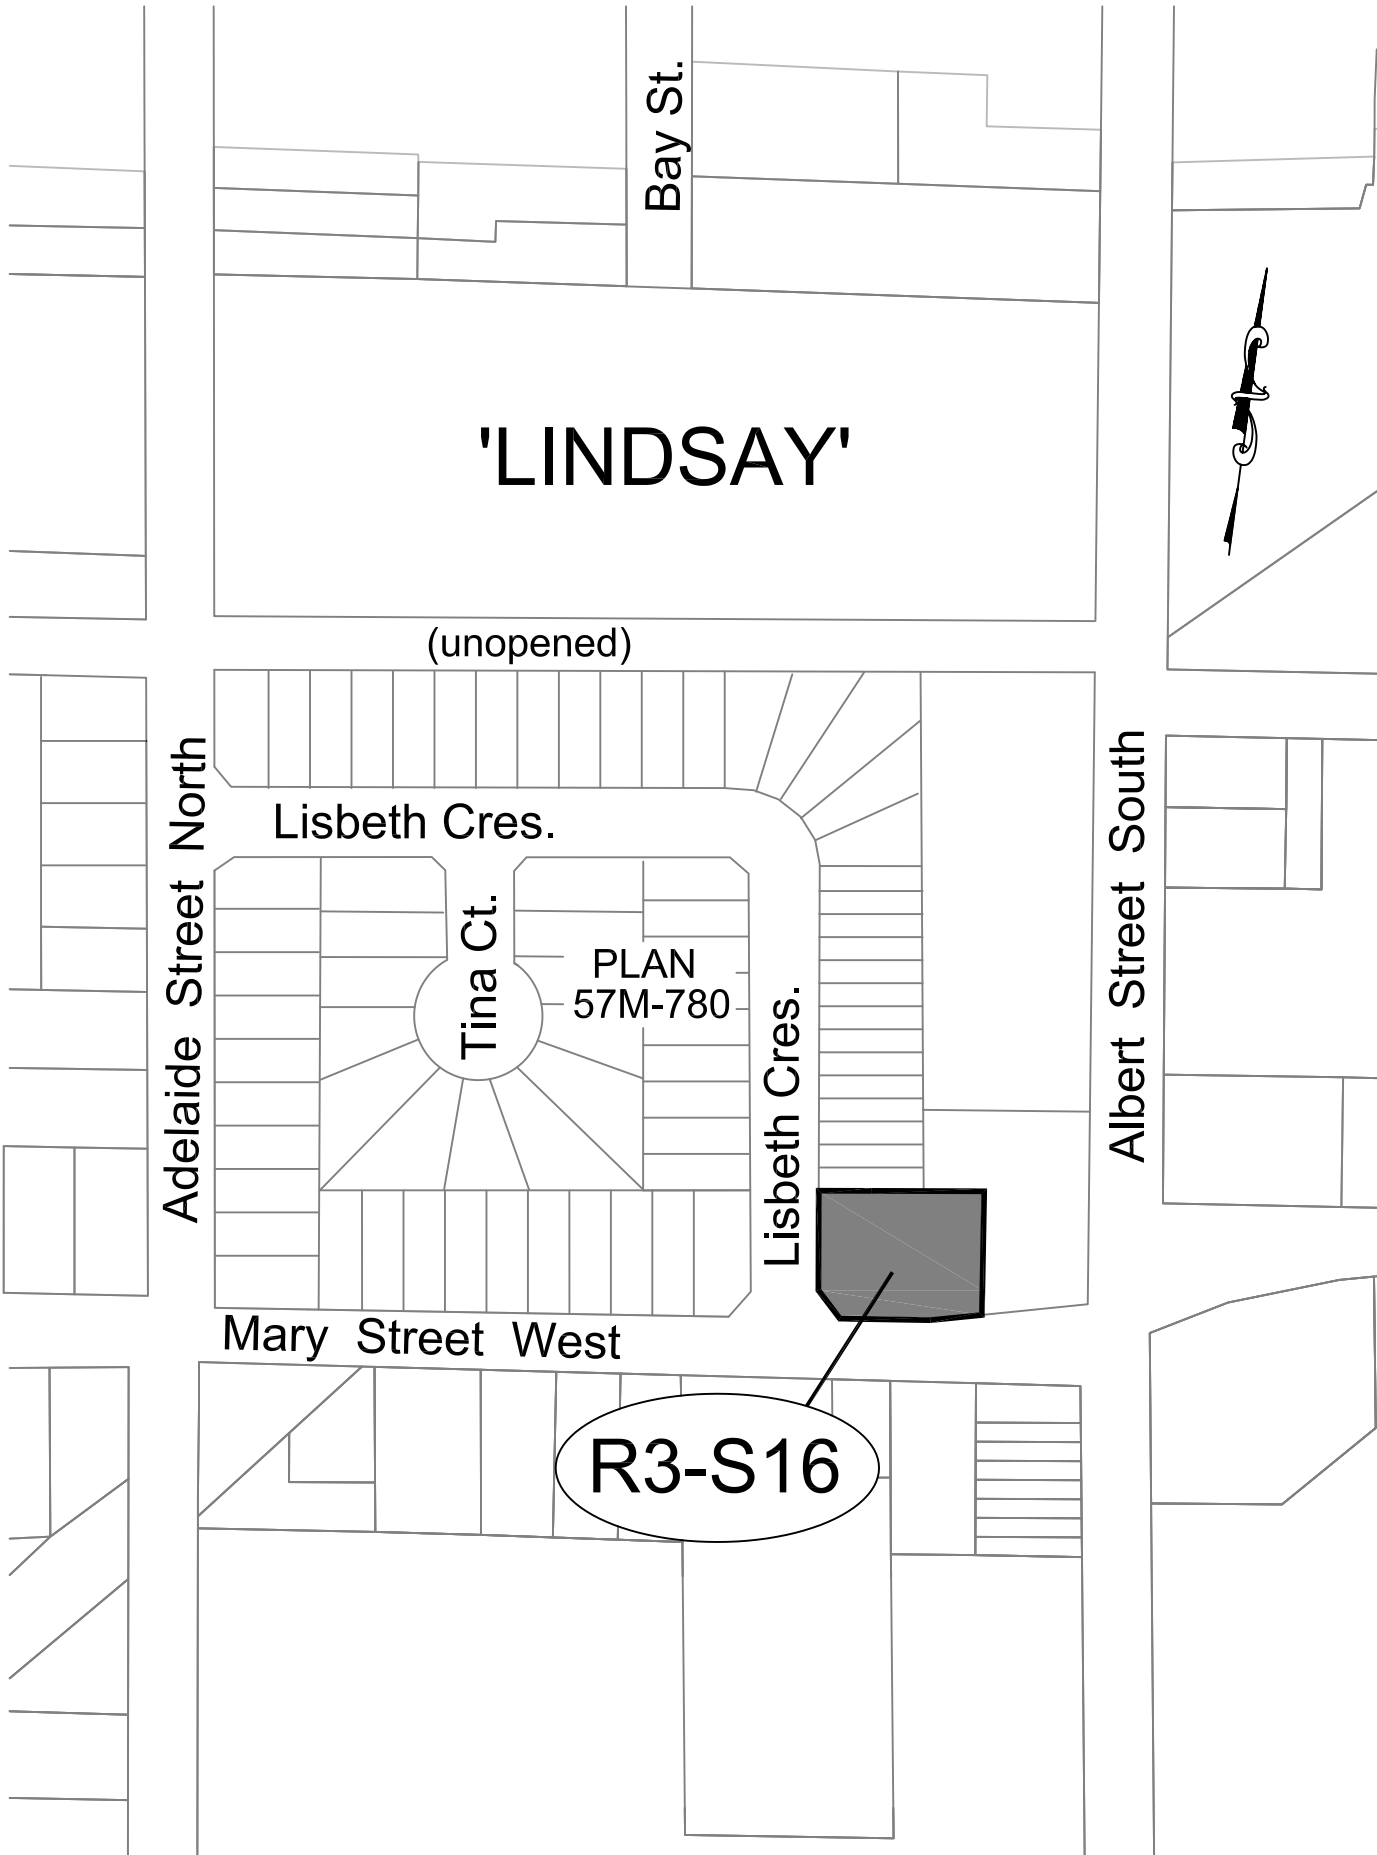 Bay St.
'LINDSAY'
(unopened)
Adelaide Street North
Lisbeth Cres.
Tina Ct.
PLAN
57M-780
Lisbeth Cres.
Albert Street South
Mary Street West
R3-S16